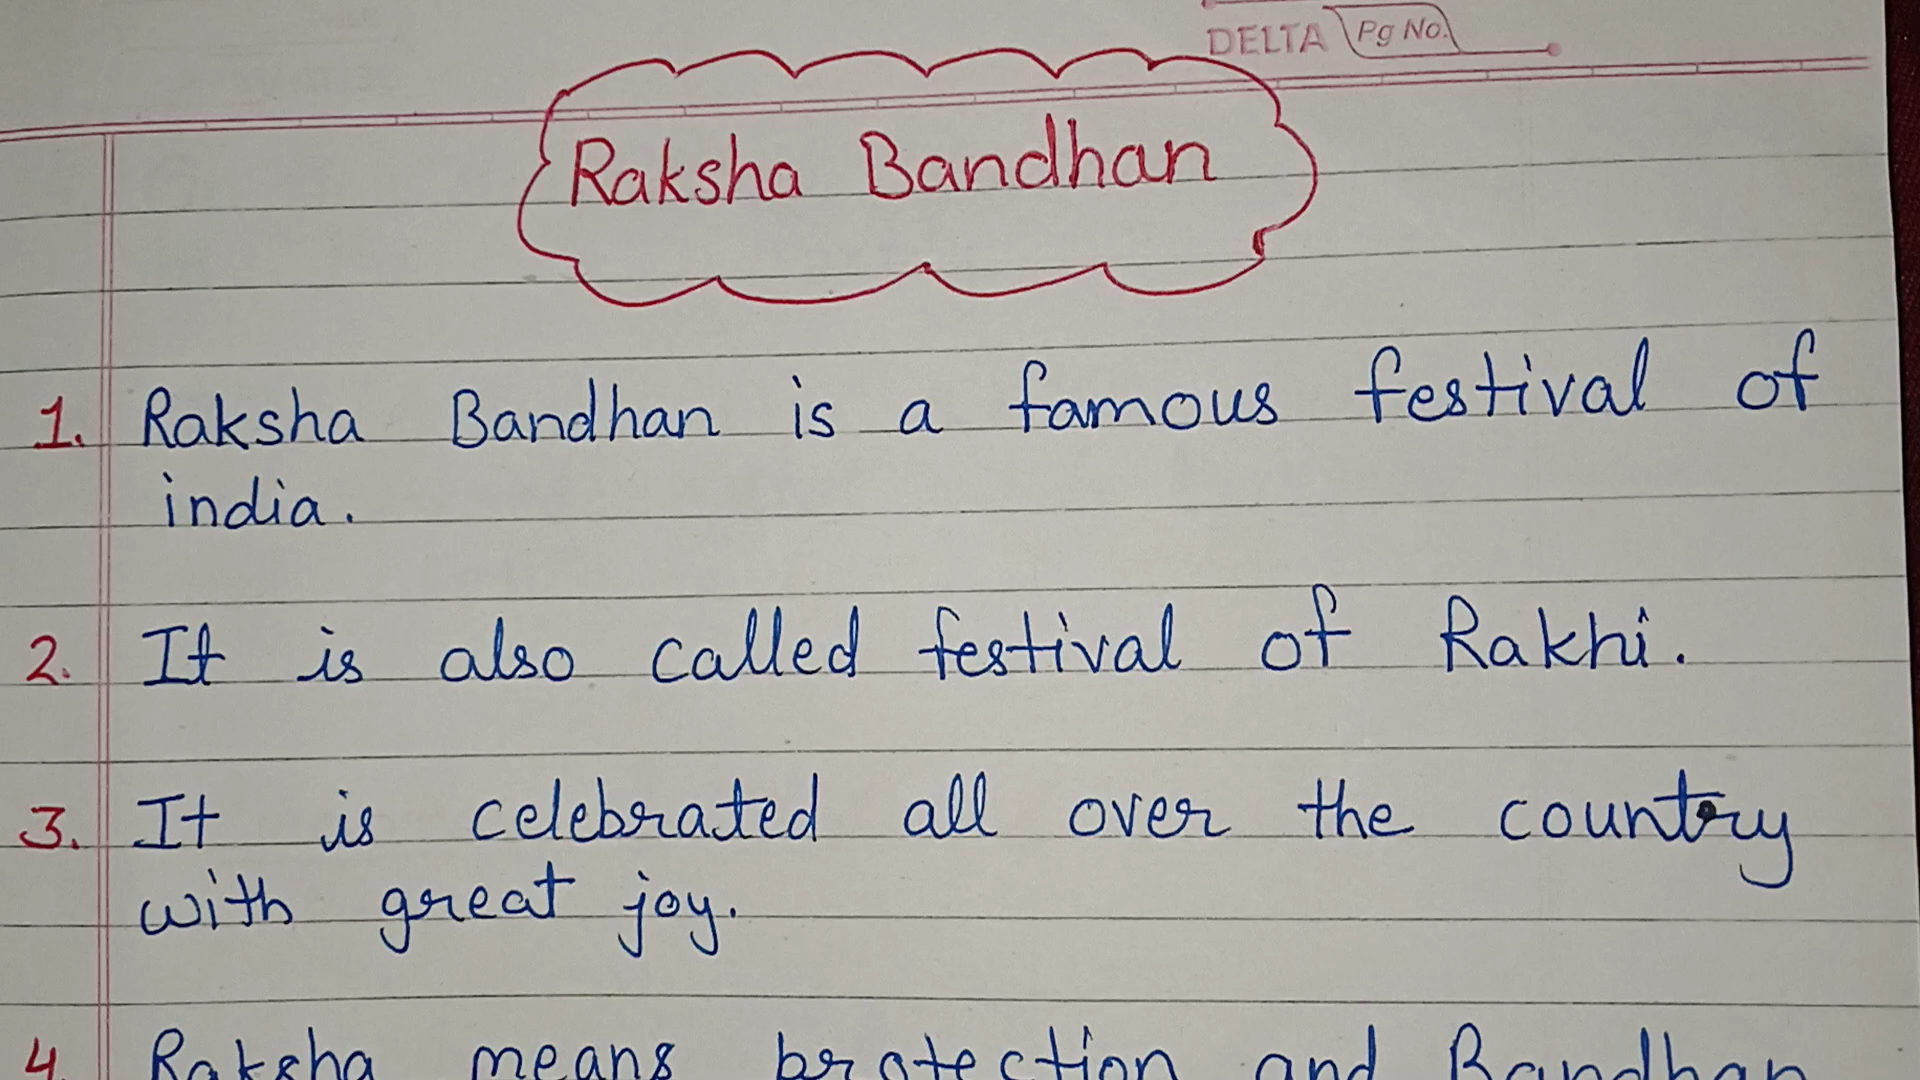 DELTA Pg No.
Raksha Bandhan
1. Raksha Bandhan is a famous festival of
india.
2. It is also called festival of Rakhi.
3. It is celebrated all over the country
with great joy.
4. Raksha means protection and Bandhan